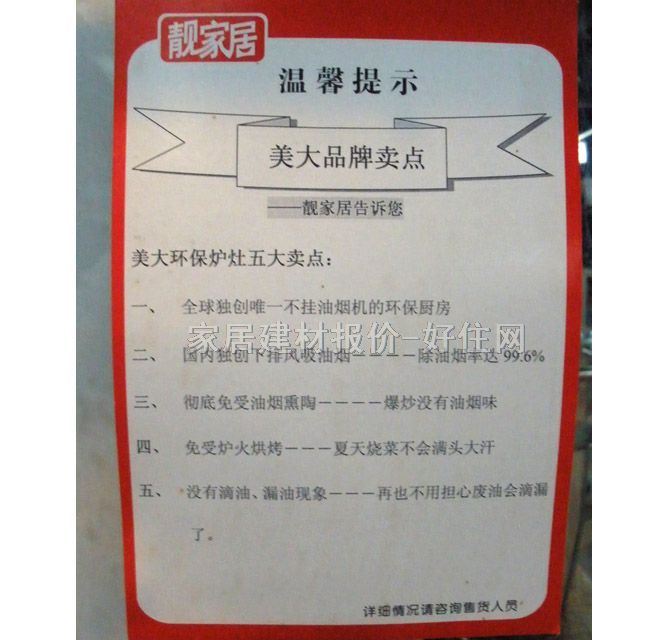 靓家居
温馨提示
美大品牌卖点
——靓家居告诉您
美大环保炉灶五大卖点：
一、 全球独创唯一不挂油烟机的环保厨房
家居建材报价-好住网
二、 国内独创下排风吸油烟－－－－－除油烟率达 99.6%
三、 彻底免受油烟熏陶－－－－爆炒没有油烟味
四、 免受炉火烘烤－－－夏天烧菜不会满头大汗
五、 没有滴油、漏油现象－－－再也不用担心废油会滴漏
了。
详细情况请咨询售货人员